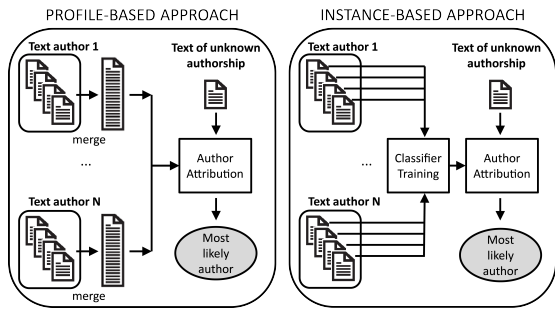 PROFILE-BASED APPROACH
Text author 1
Text of unknown
authorship
merge
...
Author
Attribution
Text author N
Most
likely
author
merge
INSTANCE-BASED APPROACH
Text author 1
Text of unknown
authorship
...
Classifier
Training
Author
Attribution
Text author N
Most
likely
author